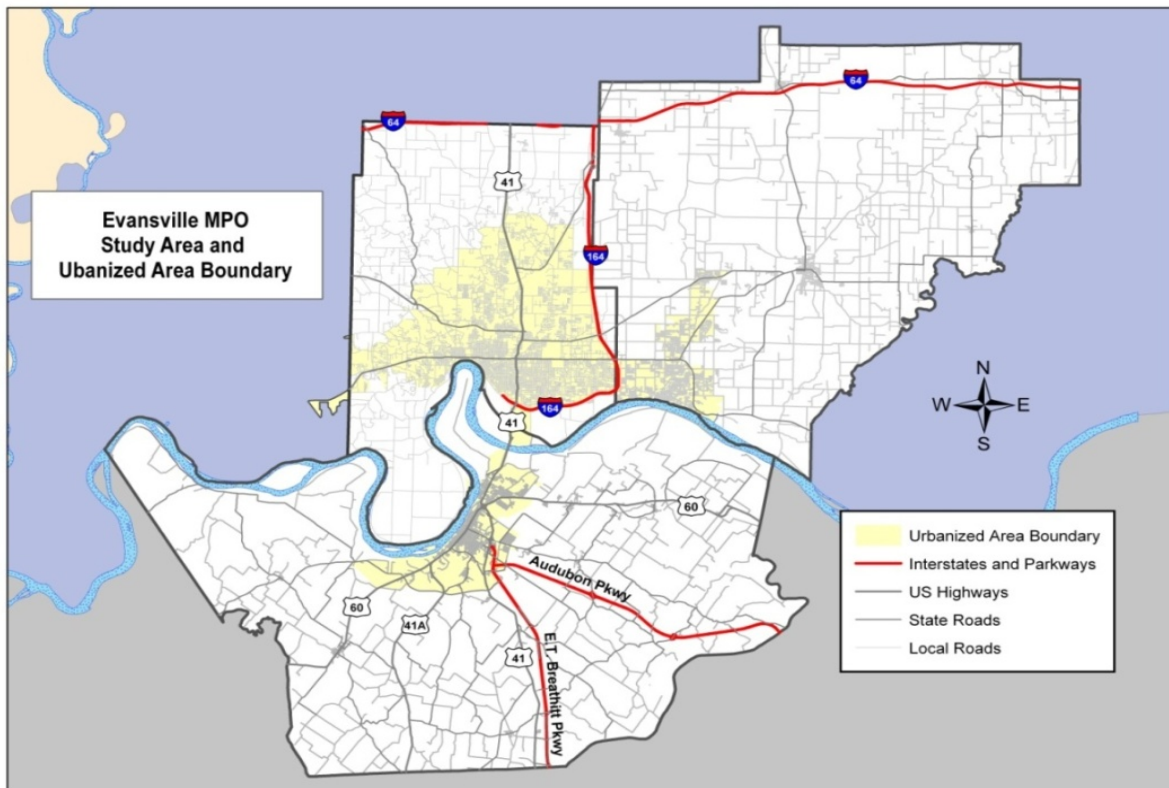 64
64
41
Evansville MPO
Study Area and
Ubanized Area Boundary
164
N
W E
S
164
41
60
Urbanized Area Boundary
Interstates and Parkways
US Highways
State Roads
Local Roads
Audubon Pkwy
60
41A
41
E.T. Breathitt Pkwy